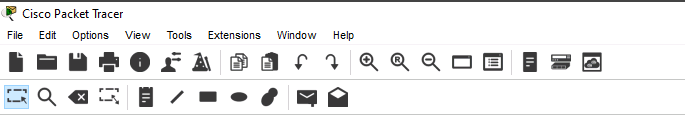 Cisco Packet Tracer
File Edit Options View Tools Extensions Window Help
R